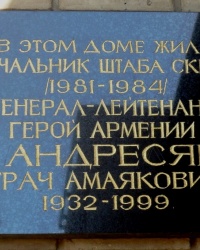 В ЭТОМ ДОМЕ ЖИЛ
ЧАЛЬНИК ШТАБА СК
/1981-1984/
ЕНЕРАЛ-ЛЕЙТЕНАН
ГЕРОЙ АРМЕНИИ
АНДРЕСЯ
РАЧ АМАЯКОВИ
1932-1999